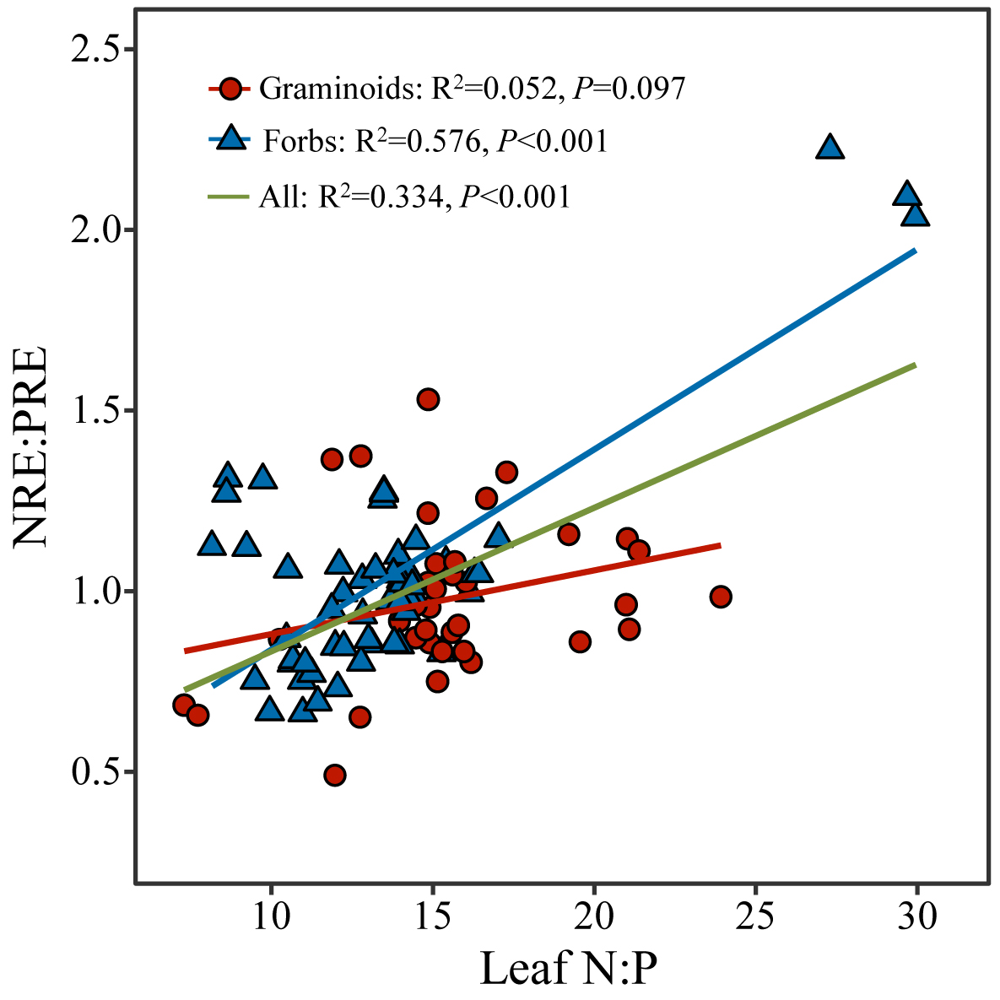 2.5
2.0
1.5
1.0
0.5
NRE:PRE
Graminoids: R²=0.052, P=0.097
Forbs: R²=0.576, P<0.001
All: R²=0.334, P<0.001
10 15 20 25 30
Leaf N:P